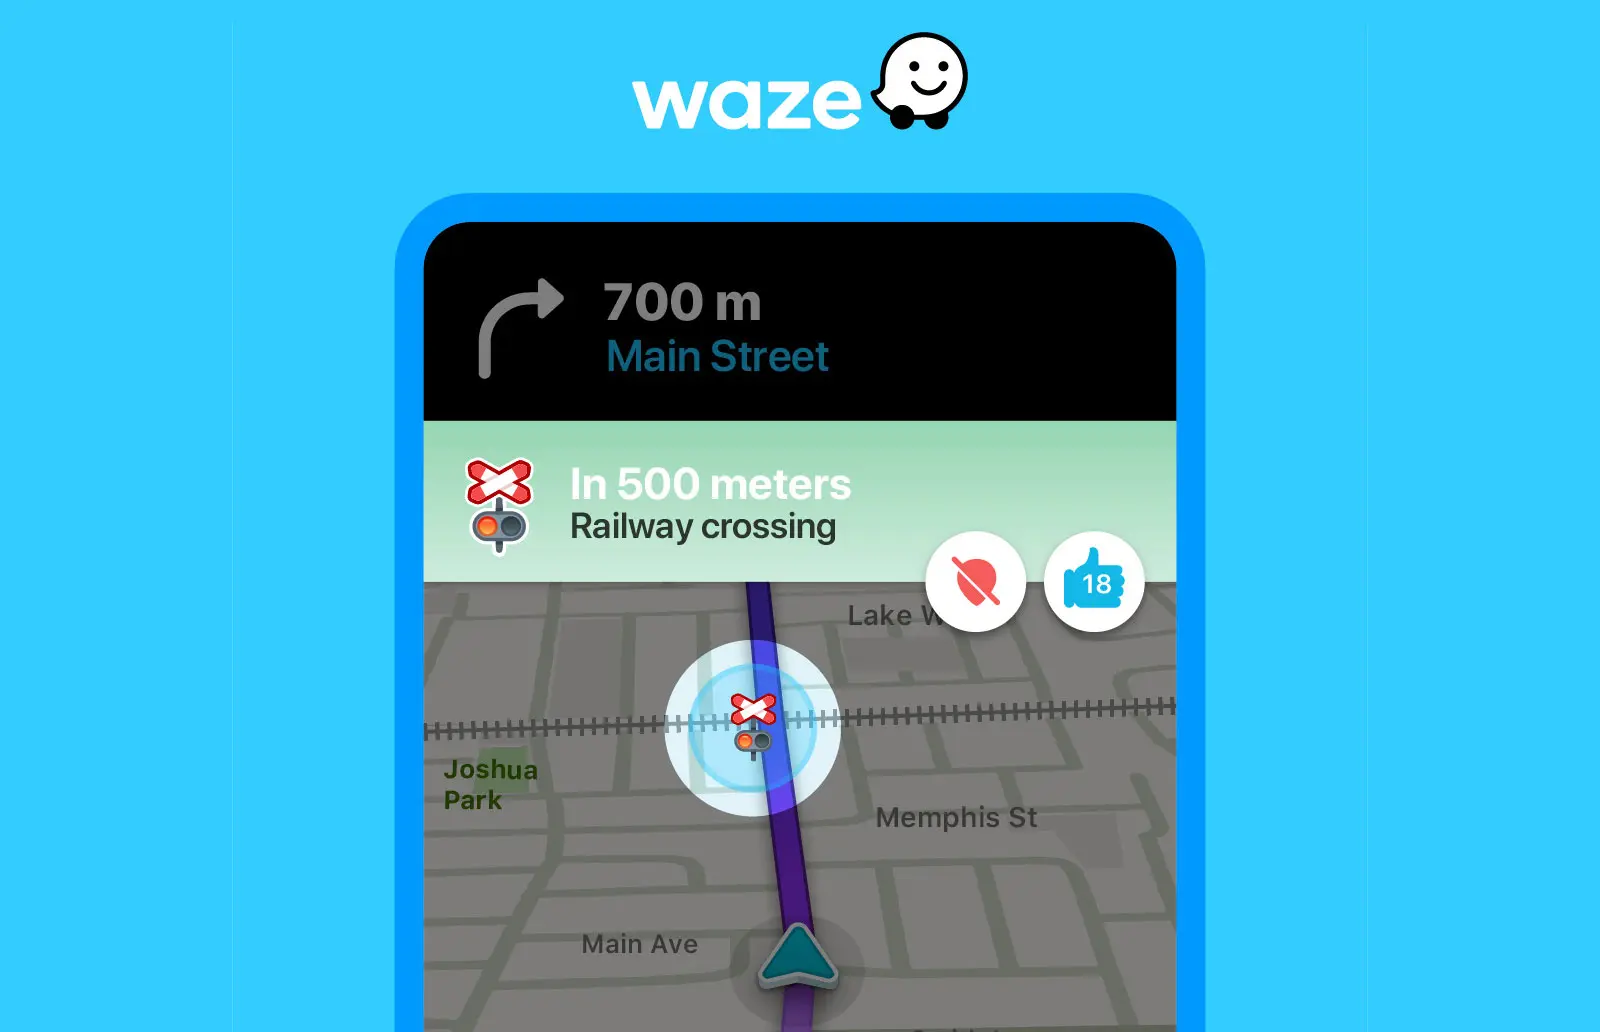 waze
700 m
Main Street
In 500 meters
Railway crossing
18
Lake
Joshua
Park
Memphis St
Main Ave